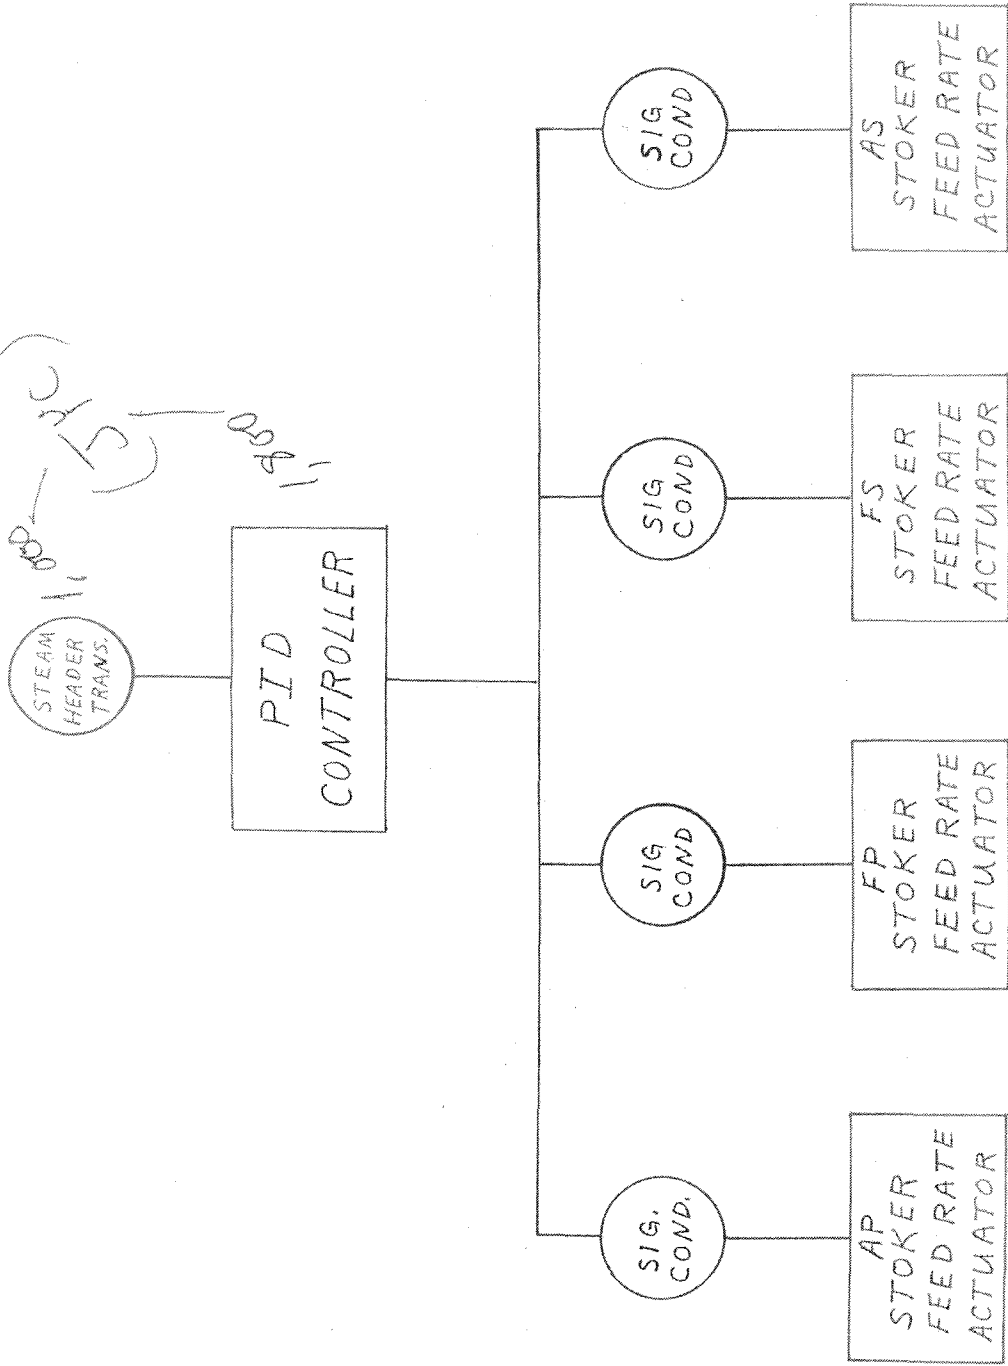 STEAM
HEADER
TRANS.
PID
CONTROLLER
SIG.
COND.
SIG
COND
SIG
COND
SIG
COND
AP
STOKER
FEED RATE
ACTUATOR
FP
STOKER
FEED RATE
ACTUATOR
FS
STOKER
FEED RATE
ACTUATOR
AS
STOKER
FEED RATE
ACTUATOR